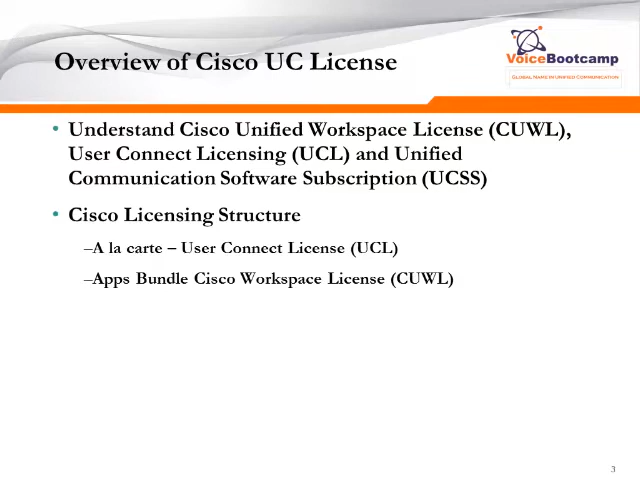 Overview of Cisco UC License
VoiceBootcamp
GLOBAL NAME IN UNIFIED COMMUNICATION
• Understand Cisco Unified Workspace License (CUWL),
User Connect Licensing (UCL) and Unified
Communication Software Subscription (UCSS)
• Cisco Licensing Structure
–A la carte – User Connect License (UCL)
–Apps Bundle Cisco Workspace License (CUWL)
3